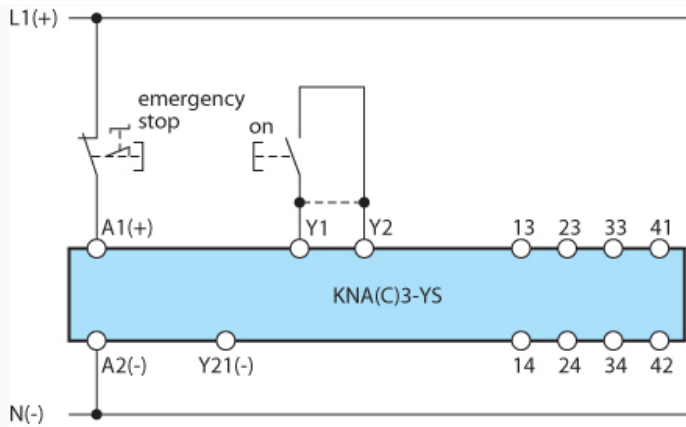 L1(+)
emergency
stop
on
A1(+)
Y1
Y2
13
23
33
41
KNA(C)3-YS
A2(-)
Y21(-)
14
24
34
42
N(-)